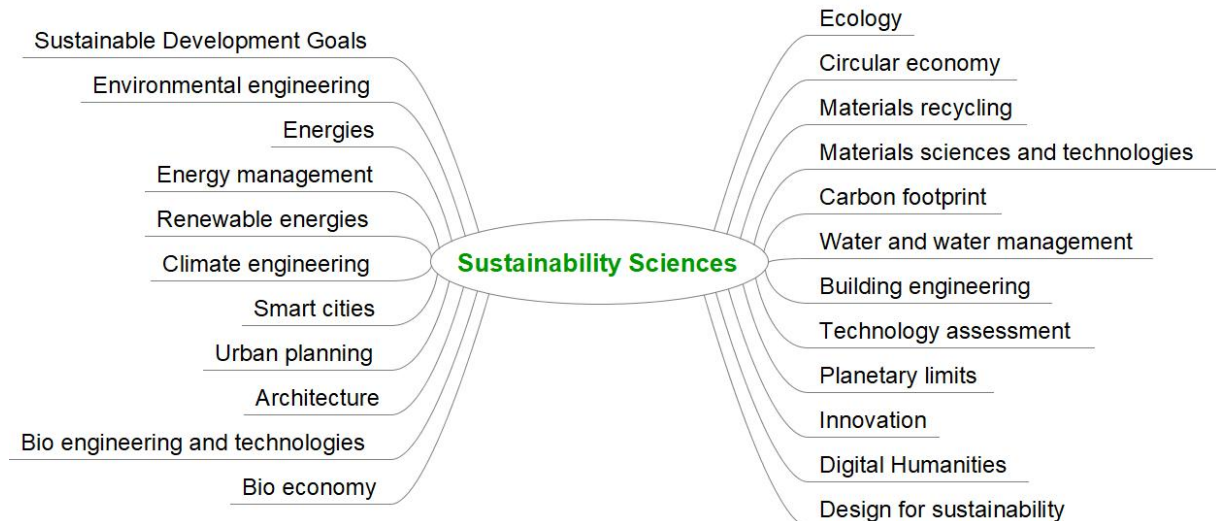 Sustainable Development Goals
Environmental engineering
Energies
Energy management
Renewable energies
Climate engineering
Smart cities
Urban planning
Architecture
Bio engineering and technologies
Bio economy
Sustainability Sciences
Ecology
Circular economy
Materials recycling
Materials sciences and technologies
Carbon footprint
Water and water management
Building engineering
Technology assessment
Planetary limits
Innovation
Digital Humanities
Design for sustainability